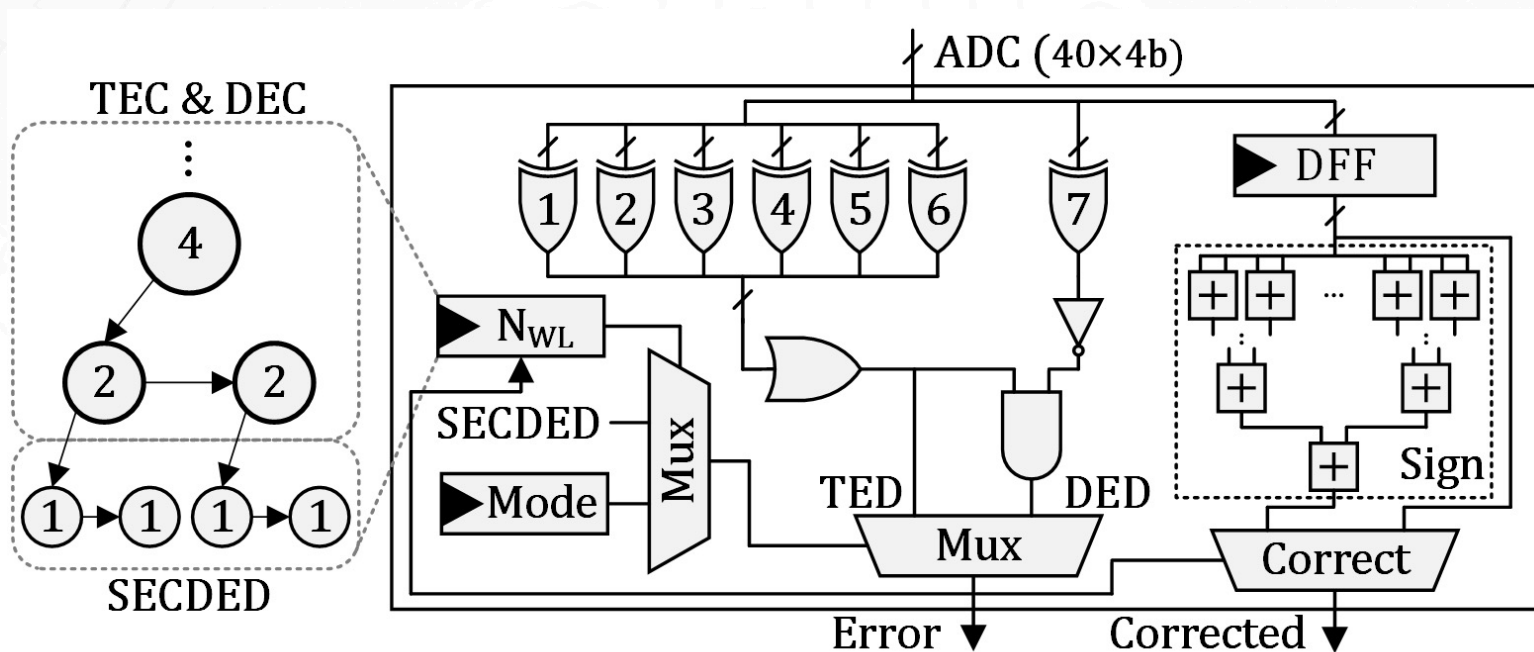 ADC (40×4b)
TEC & DEC
⋮
4
2
2
1
1
1
1
SECDED
1
2
3
4
5
6
7
DFF
N_WL
SECDED
Mode
Mux
TED
DED
Mux
+
+
...
+
+
:
:
+
+
+
Sign
Correct
Error
Corrected